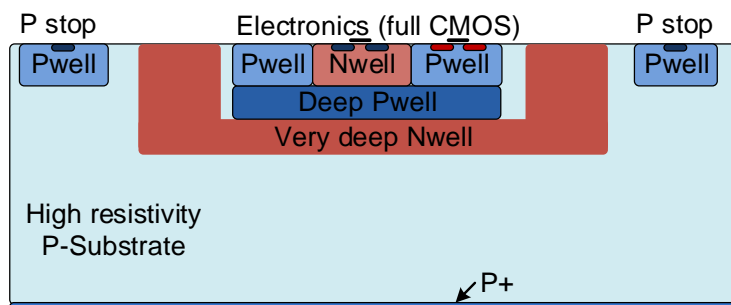 P stop
Electronics (full CMOS)
P stop
Pwell
Pwell
Nwell
Pwell
Pwell
Deep Pwell
Very deep Nwell
High resistivity
P-Substrate
P+